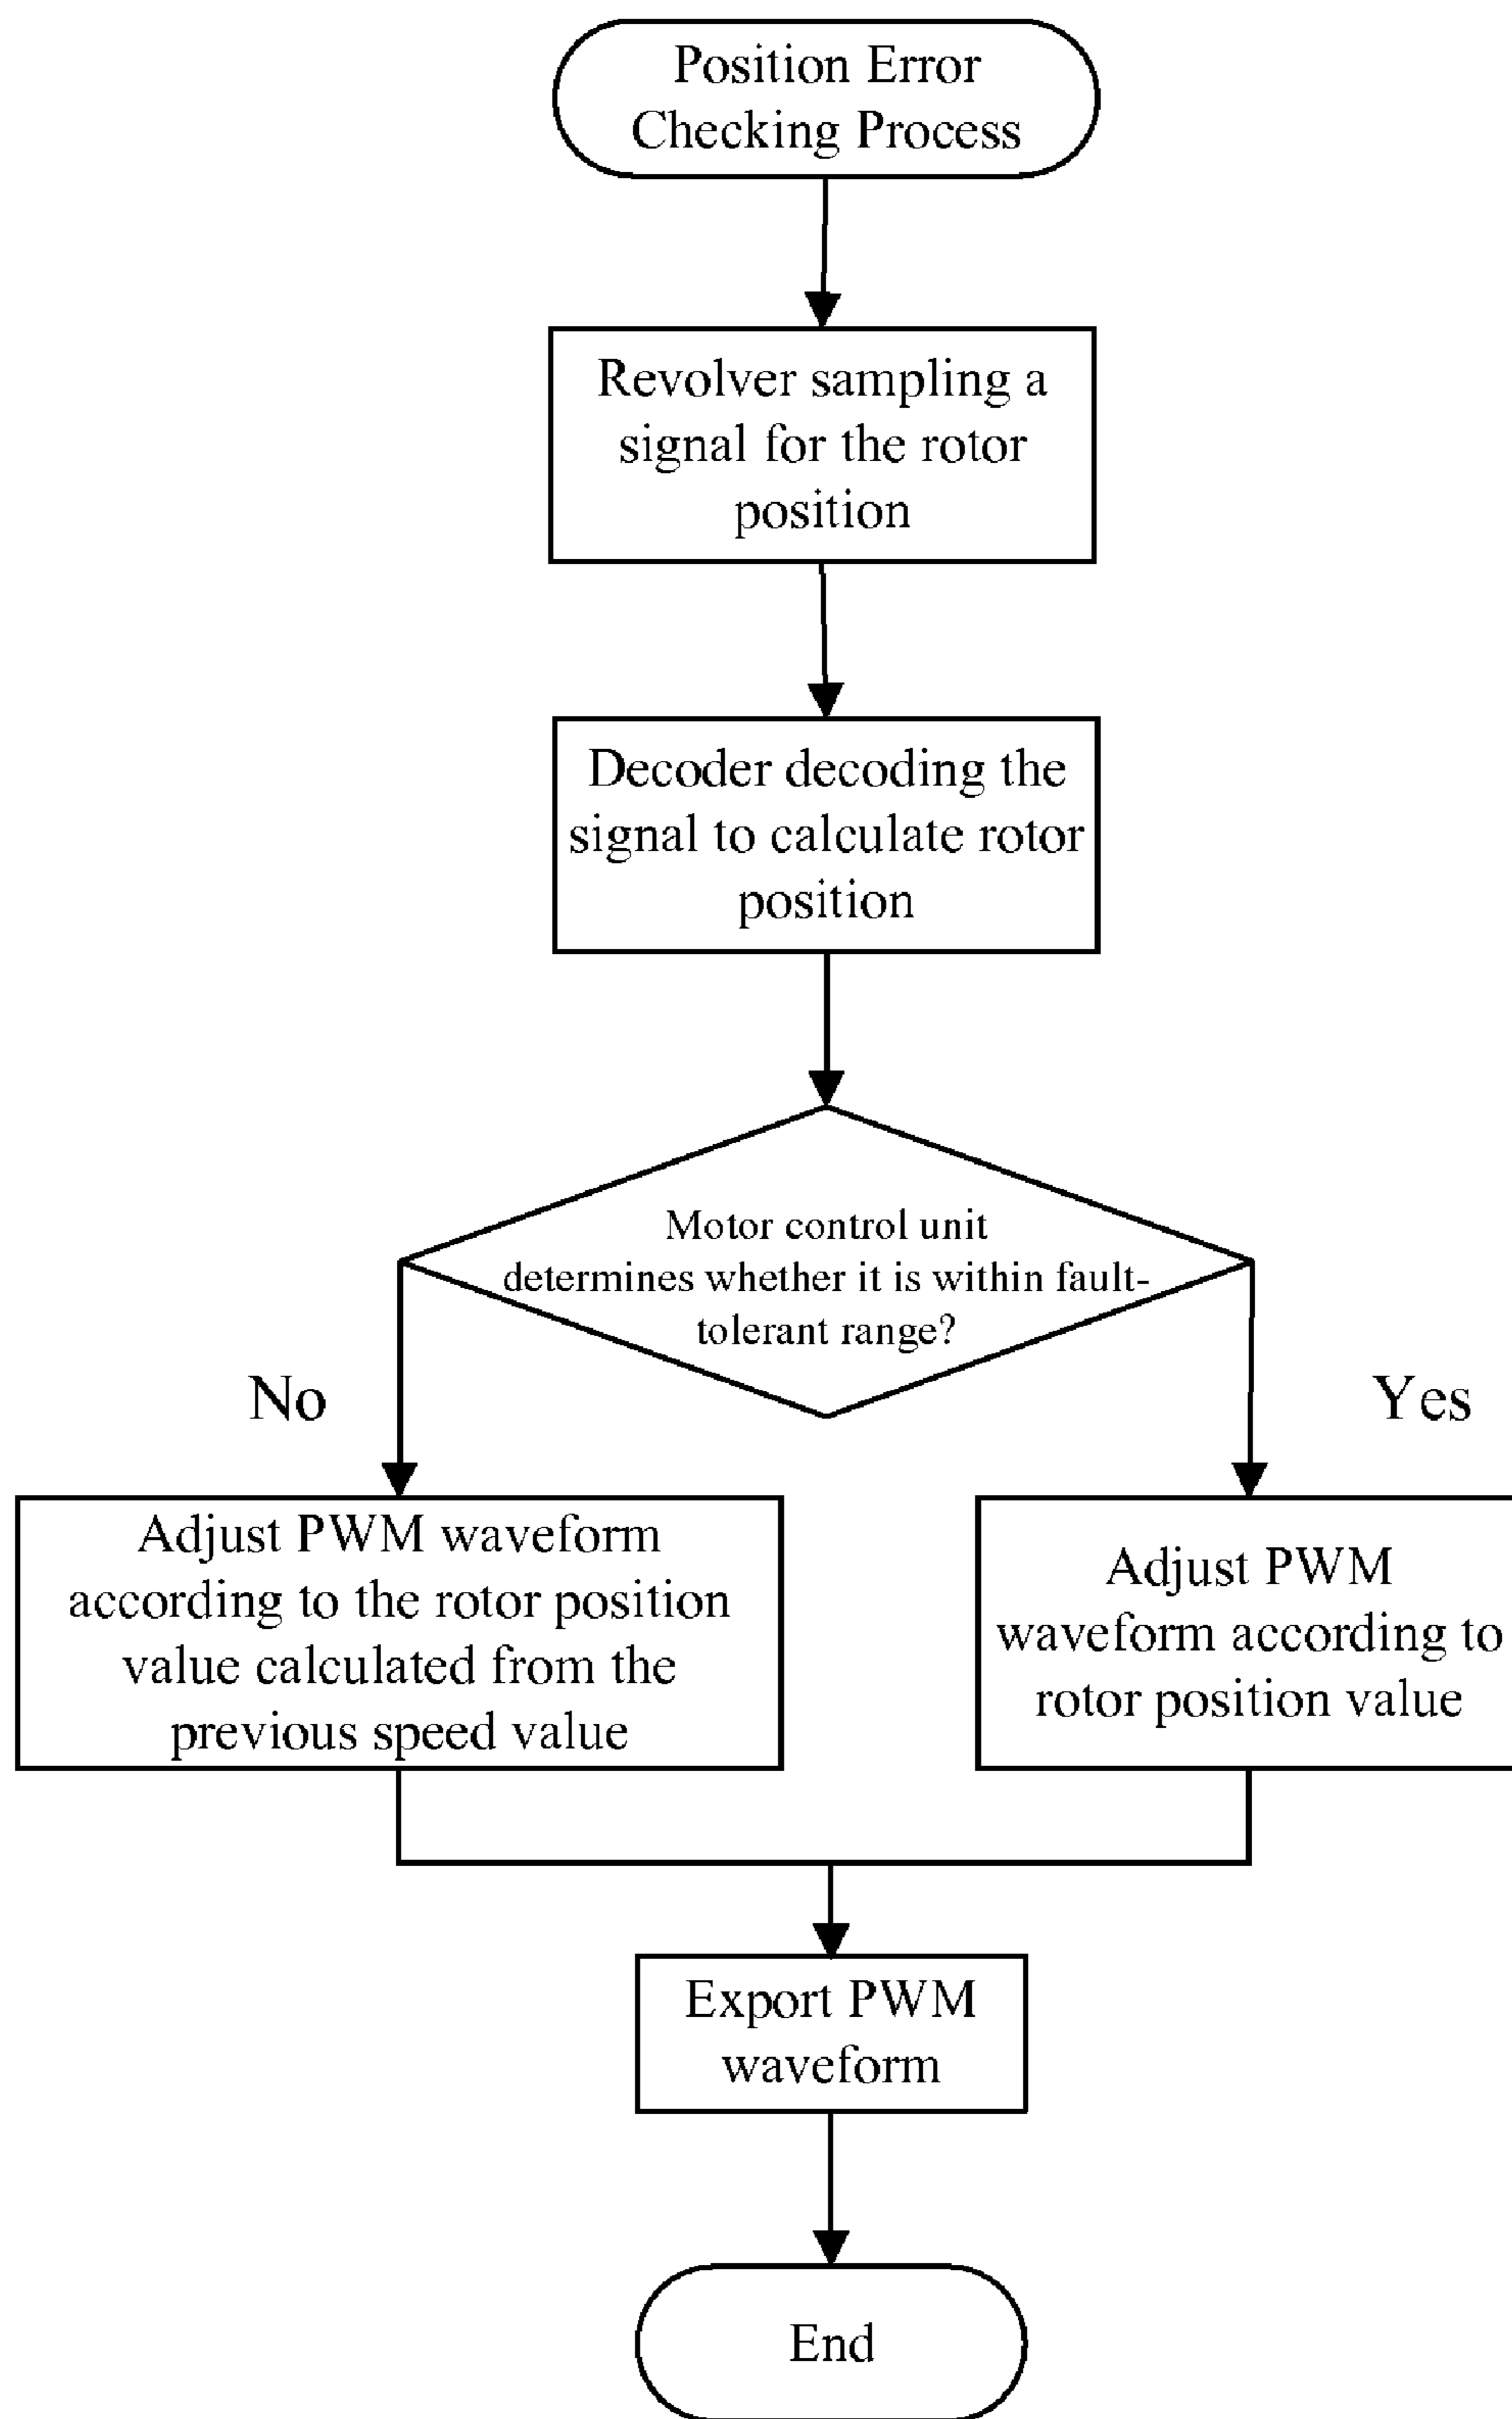 Position Error
Checking Process
Revolver sampling a
signal for the rotor
position
Decoder decoding the
signal to calculate rotor
position
Motor control unit
determines whether it is within fault-
tolerant range?
No
Yes
Adjust PWM waveform
according to the rotor position
value calculated from the
previous speed value
Adjust PWM
waveform according to
rotor position value
Export PWM
waveform
End